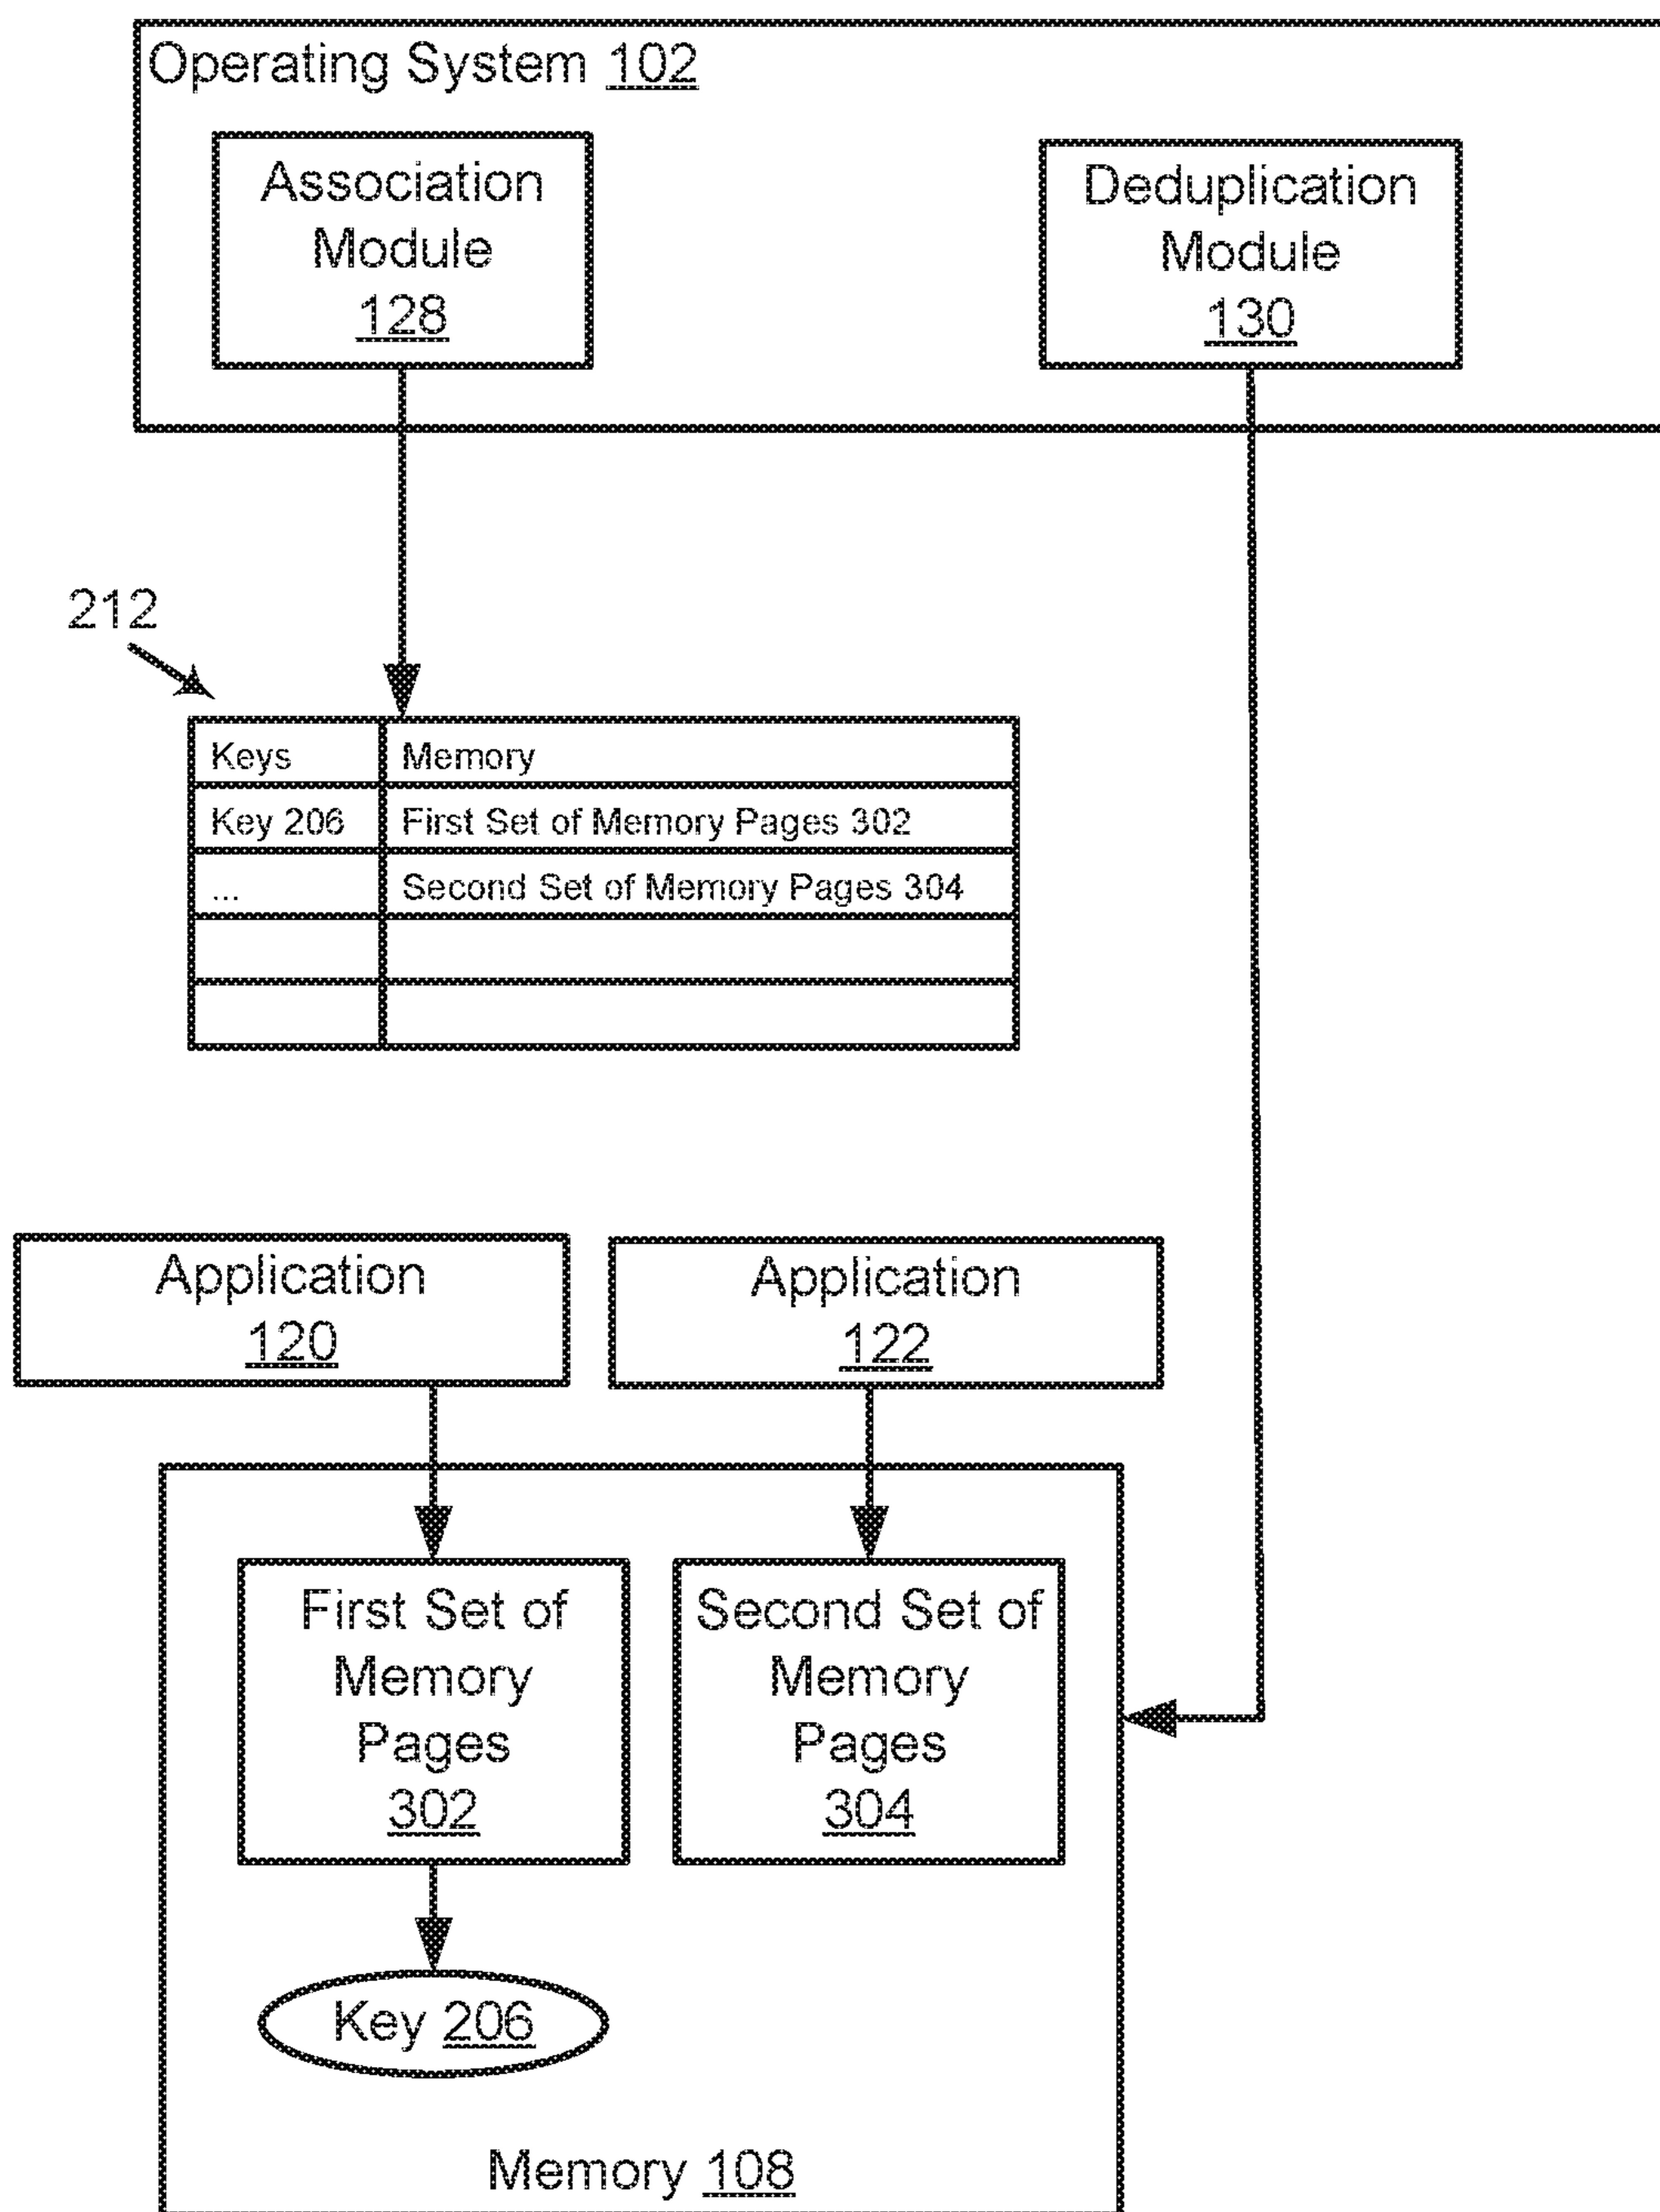 Operating System 102
Association
Module
128
Deduplication
Module
130
212
Keys Memory
Key 206 First Set of Memory Pages 302
... Second Set of Memory Pages 304
Application
120
Application
122
First Set of
Memory
Pages
302
Second Set of
Memory
Pages
304
Key 206
Memory 108